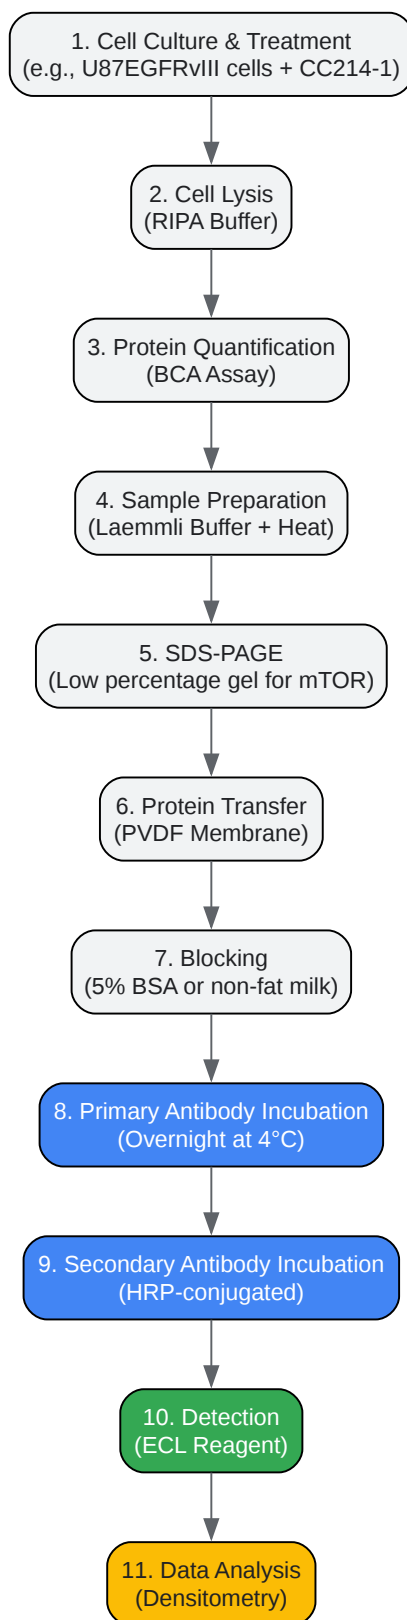 1. Cell Culture & Treatment
(e.g., U87EGFRvIII cells + CC214-1)
2. Cell Lysis
(RIPA Buffer)
3. Protein Quantification
(BCA Assay)
4. Sample Preparation
(Laemmli Buffer + Heat)
5. SDS-PAGE
(Low percentage gel for mTOR)
6. Protein Transfer
(PVDF Membrane)
7. Blocking
(5% BSA or non-fat milk)
8. Primary Antibody Incubation
(Overnight at 4°C)
9. Secondary Antibody Incubation
(HRP-conjugated)
10. Detection
(ECL Reagent)
11. Data Analysis
(Densitometry)